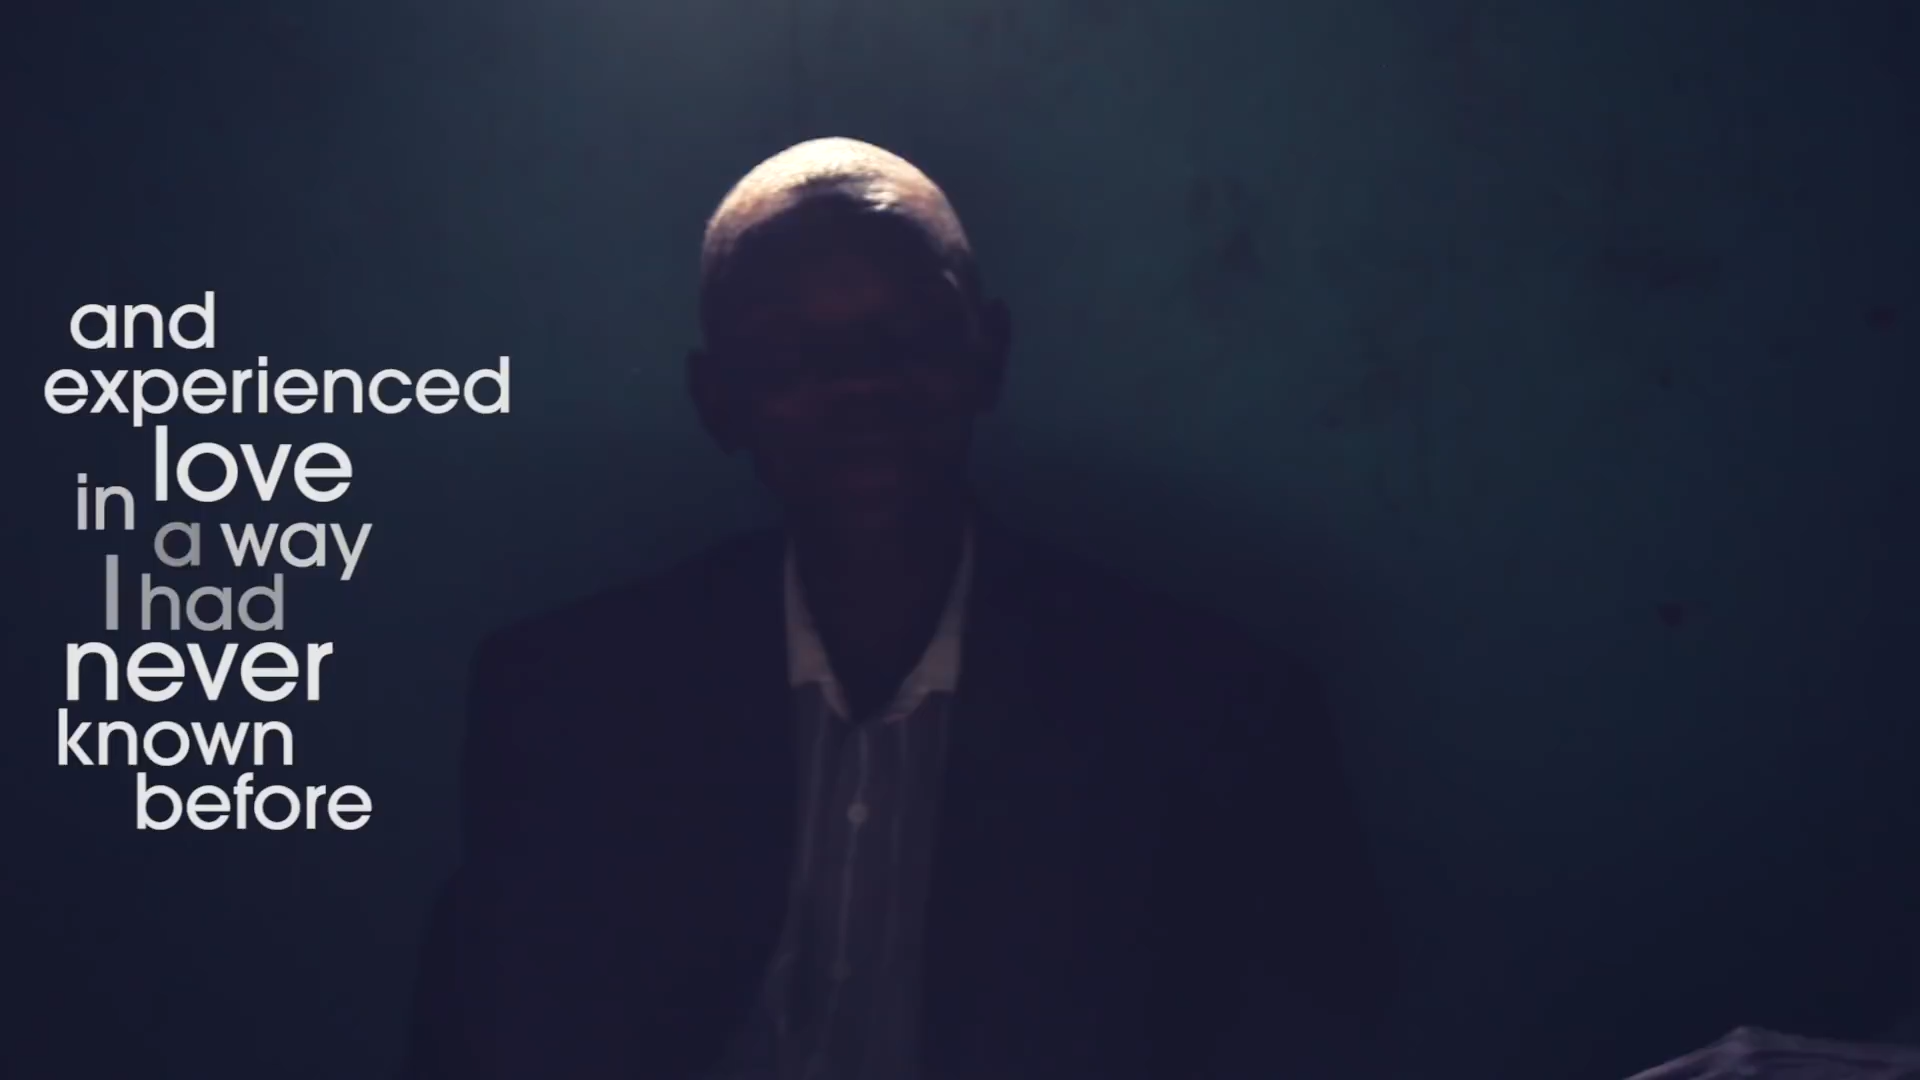 and
experienced
love
in
a way
I had
never
known
before